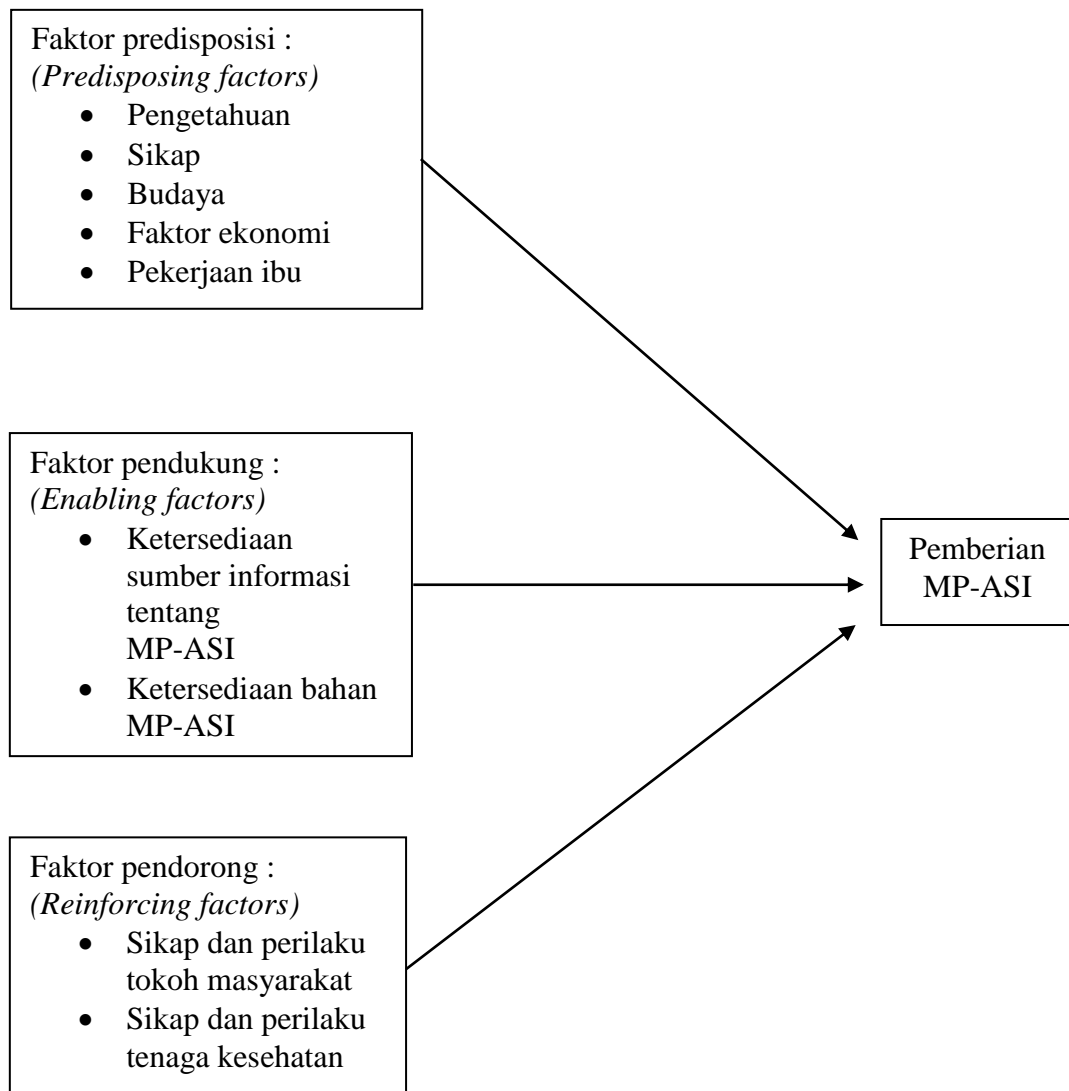 Faktor predisposisi :
(Predisposing factors)
• Pengetahuan
• Sikap
• Budaya
• Faktor ekonomi
• Pekerjaan ibu
Faktor pendukung :
(Enabling factors)
• Ketersediaan
sumber informasi
tentang
MP-ASI
• Ketersediaan bahan
MP-ASI
Pemberian
MP-ASI
Faktor pendorong :
(Reinforcing factors)
• Sikap dan perilaku
tokoh masyarakat
• Sikap dan perilaku
tenaga kesehatan